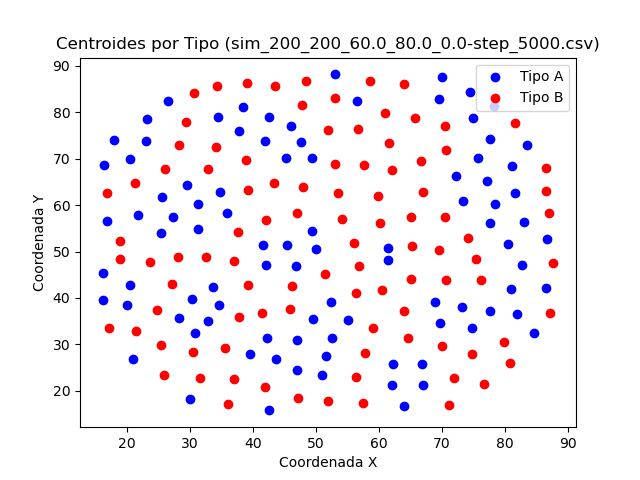 Centroides por Tipo (sim_200_200_60.0_80.0_0.0-step_5000.csv)
Tipo A
Tipo B
90
80
70
60
50
40
30
20
Coordenada Y
20 30 40 50 60 70 80 90
Coordenada X